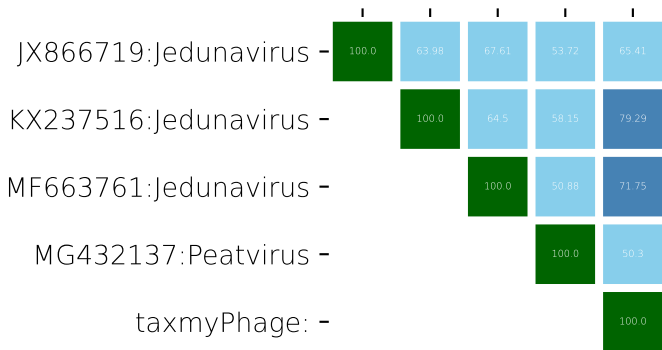 JX866719:Jedunavirus 100.0 63.98 67.61 53.72 65.41
KX237516:Jedunavirus 100.0 64.5 58.15 79.29
MF663761:Jedunavirus 100.0 50.88 71.75
MG432137:Peatvirus 100.0 50.3
taxmyPhage: 100.0